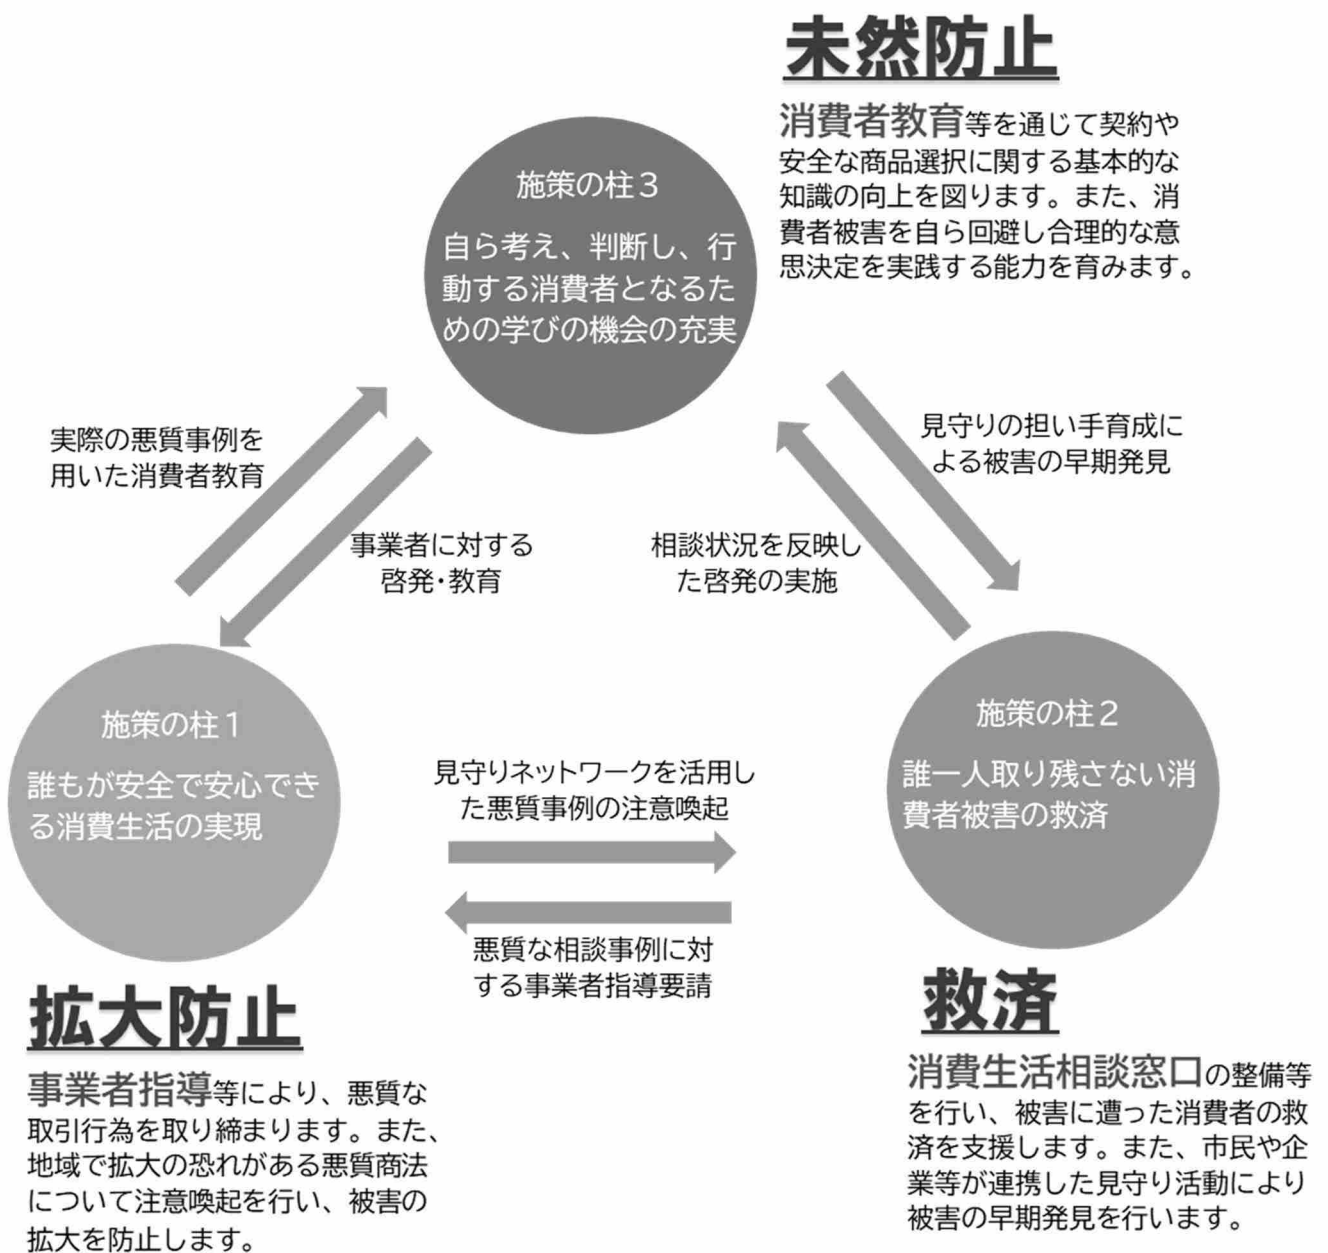 未然防止
消費者教育等を通じて契約や
安全な商品選択に関する基本的な
知識の向上を図ります。また、消
費者被害を自ら回避し合理的な意
思決定を実践する能力を育みます。
施策の柱3
自ら考え、判断し、行
動する消費者となるた
めの学びの機会の充実
実際の悪質事例を
用いた消費者教育
事業者に対する
啓発・教育
見守りの担い手育成に
よる被害の早期発見
相談状況を反映し
た啓発の実施
施策の柱1
誰もが安全で安心でき
る消費生活の実現
見守りネットワークを活用し
た悪質事例の注意喚起
悪質な相談事例に対
する事業者指導要請
施策の柱2
誰一人取り残さない消
費者被害の救済
拡大防止
事業者指導等により、悪質な
取引行為を取り締まります。また、
地域で拡大の恐れがある悪質商法
について注意喚起を行い、被害の
拡大を防止します。
救済
消費生活相談窓口の整備等
を行い、被害に遭った消費者の救
済を支援します。また、市民や企
業等が連携した見守り活動により
被害の早期発見を行います。